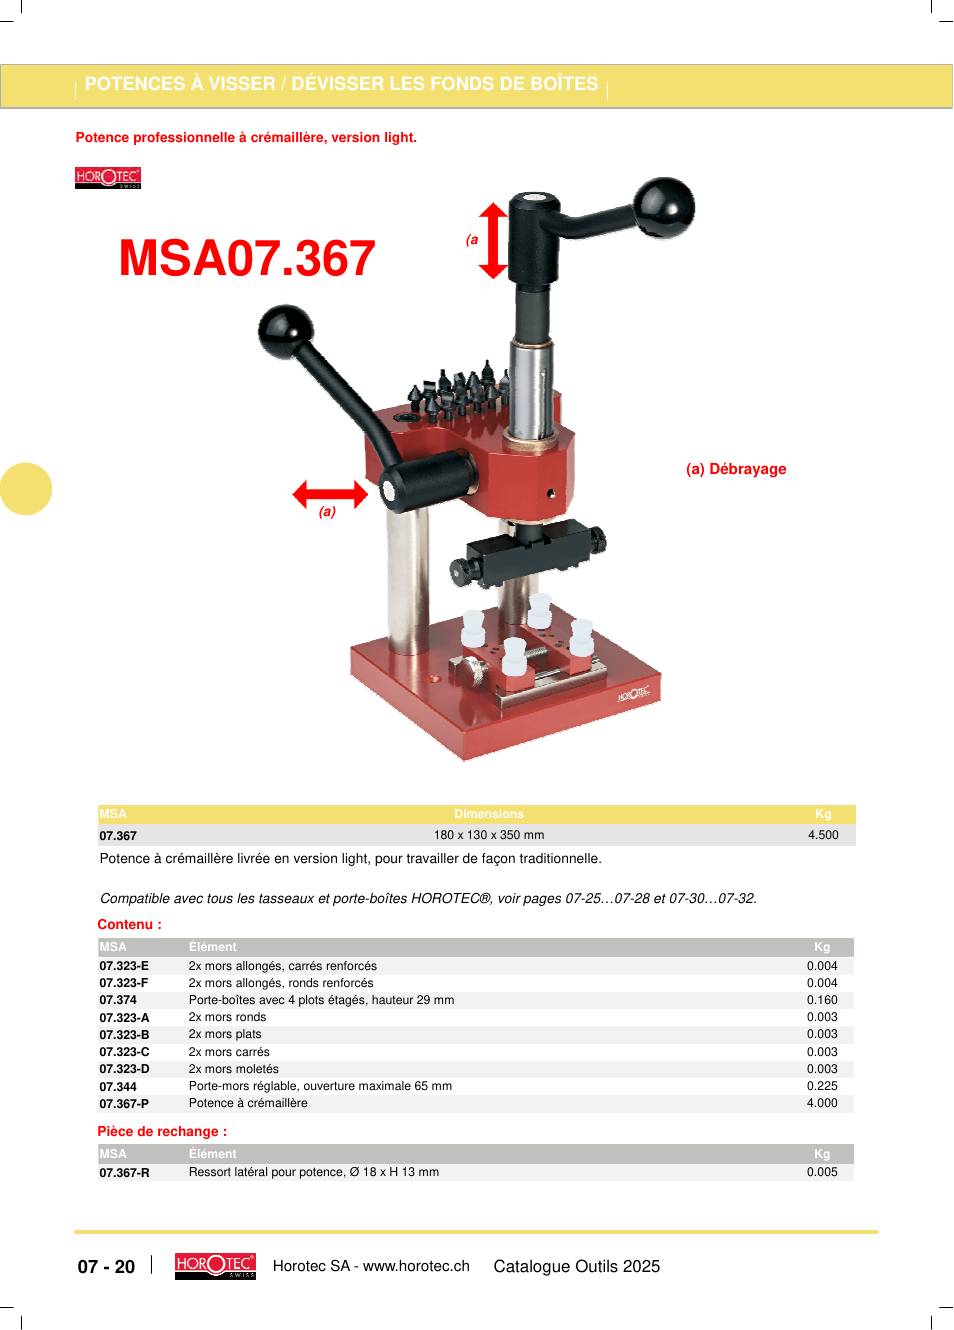 POTENCES À VISSER / DÉVISSER LES FONDS DE BOÎTES
Potence professionnelle à crémaillère, version light.
HOROTEC®
SWISS
(a
MSA07.367
(a) Débrayage
(a)
HOROTEC
MSA Dimensions Kg
07.367 180 x 130 x 350 mm 4.500
Potence à crémaillère livrée en version light, pour travailler de façon traditionnelle.
Compatible avec tous les tasseaux et porte-boîtes HOROTEC®, voir pages 07-25…07-28 et 07-30…07-32.
Contenu :
MSA Élément Kg
07.323-E 2x mors allongés, carrés renforcés 0.004
07.323-F 2x mors allongés, ronds renforcés 0.004
07.374 Porte-boîtes avec 4 plots étagés, hauteur 29 mm 0.160
07.323-A 2x mors ronds 0.003
07.323-B 2x mors plats 0.003
07.323-C 2x mors carrés 0.003
07.323-D 2x mors moletés 0.003
07.344 Porte-mors réglable, ouverture maximale 65 mm 0.225
07.367-P Potence à crémaillère 4.000
Pièce de rechange :
MSA Élément Kg
07.367-R Ressort latéral pour potence, Ø 18 x H 13 mm 0.005
07 - 20 HOROTEC® SWISS Horotec SA - www.horotec.ch Catalogue Outils 2025